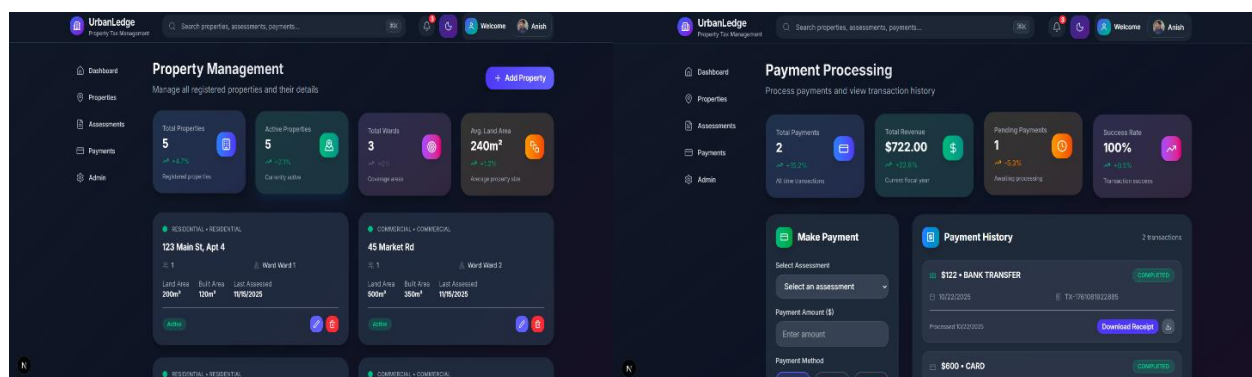 UrbanLedge
Property Tax Management
Search properties, assessments, payments...
⌘K
3
Welcome
Anish
Dashboard
Properties
Assessments
Payments
Admin
Property Management
Manage all registered properties and their details
+ Add Property
Total Properties
5
+4.7%
Registered properties
Active Properties
5
+2.1%
Currently active
Total Wards
3
Coverage areas
Avg. Land Area
240m²
+1.2%
Average property size
RESIDENTIAL • RESIDENTIAL
123 Main St, Apt 4
1
Ward Ward 1
Land Area Built Area Last Assessed
200m² 120m² 11/15/2025
Active
COMMERCIAL • COMMERCIAL
45 Market Rd
1
Ward Ward 2
Land Area Built Area Last Assessed
500m² 350m² 11/15/2025
Active
RESIDENTIAL • RESIDENTIAL
COMMERCIAL • COMMERCIAL
N
UrbanLedge
Property Tax Management
Search properties, assessments, payments...
⌘K
3
Welcome
Anish
Dashboard
Properties
Assessments
Payments
Admin
Payment Processing
Process payments and view transaction history
Total Payments
2
+15.2%
All time transactions
Total Revenue
$722.00
+22.8%
Current fiscal year
Pending Payments
1
-5.3%
Awaiting processing
Success Rate
100%
+0.5%
Transaction success
Make Payment
Select Assessment
Select an assessment
Payment Amount ($)
Enter amount
Payment Method
Payment History
2 transactions
$122 • BANK TRANSFER
COMPLETED
10/22/2025
TX-1761081922885
Processed 10/22/2025
Download Receipt
$600 • CARD
COMPLETED
N